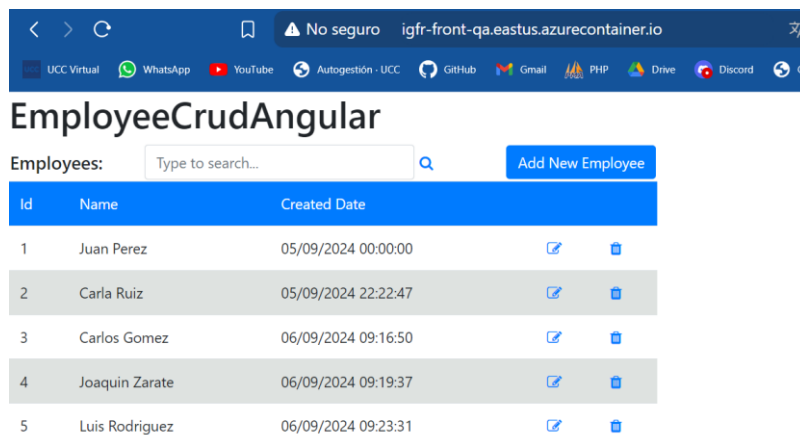 No seguro igfr-front-qa.eastus.azurecontainer.io
UCC UCC Virtual WhatsApp YouTube Autogestión - UCC GitHub Gmail PHP Drive Discord
EmployeeCrudAngular
Employees: Type to search... Add New Employee
Id Name Created Date
1 Juan Perez 05/09/2024 00:00:00
2 Carla Ruiz 05/09/2024 22:22:47
3 Carlos Gomez 06/09/2024 09:16:50
4 Joaquin Zarate 06/09/2024 09:19:37
5 Luis Rodriguez 06/09/2024 09:23:31